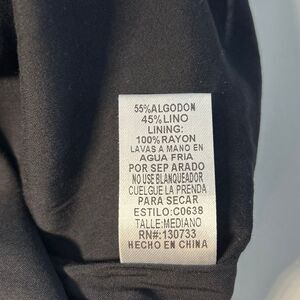 55%ALGODON
45%LINO
LINING:
100%RAYON
LAVAS A MANO EN
AGUA FRIA
POR SEP ARADO
NO USE BLANQUEADOR
CUELGUE LA PRENDA
PARA SECAR
ESTILO:C0638
TALLE:MEDIANO
RN#:130733
HECHO EN CHINA